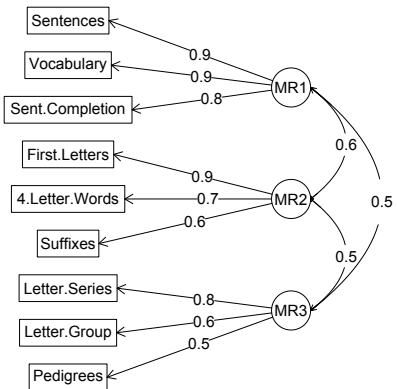 Sentences
0.9
Vocabulary
0.9
MR1
Sent.Completion
0.8
0.6
First.Letters
0.9
4.Letter.Words
0.7
MR2
0.5
Suffixes
0.6
0.5
Letter.Series
0.8
MR3
Letter.Group
0.6
Pedigrees
0.5